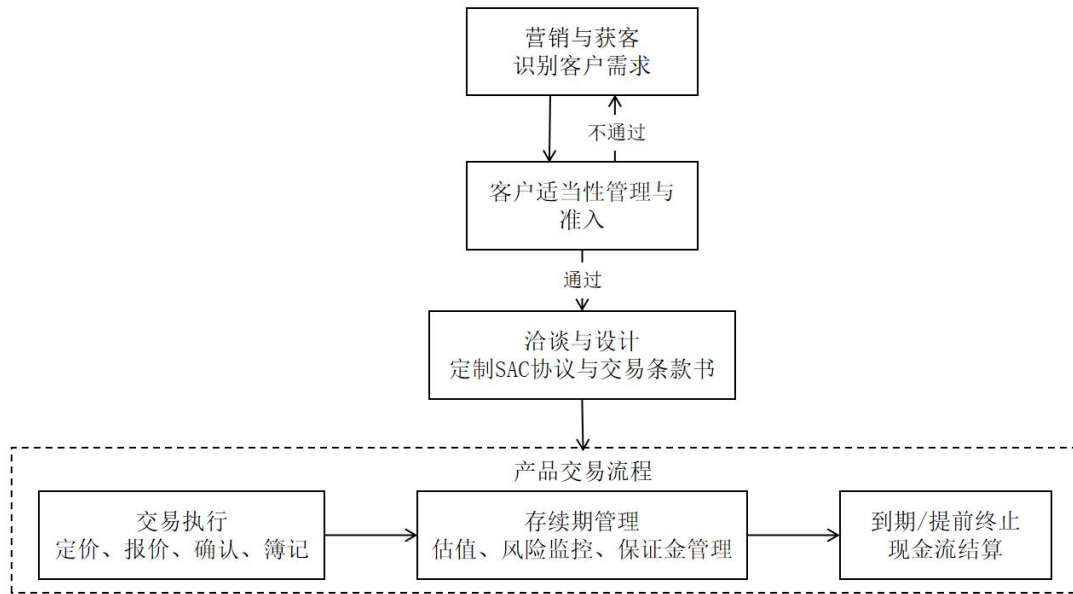 营销与获客
识别客户需求
不通过
客户适当性管理与
准入
通过
洽谈与设计
定制SAC协议与交易条款书
产品交易流程
交易执行
定价、报价、确认、簿记
存续期管理
估值、风险监控、保证金管理
到期/提前终止
现金流结算